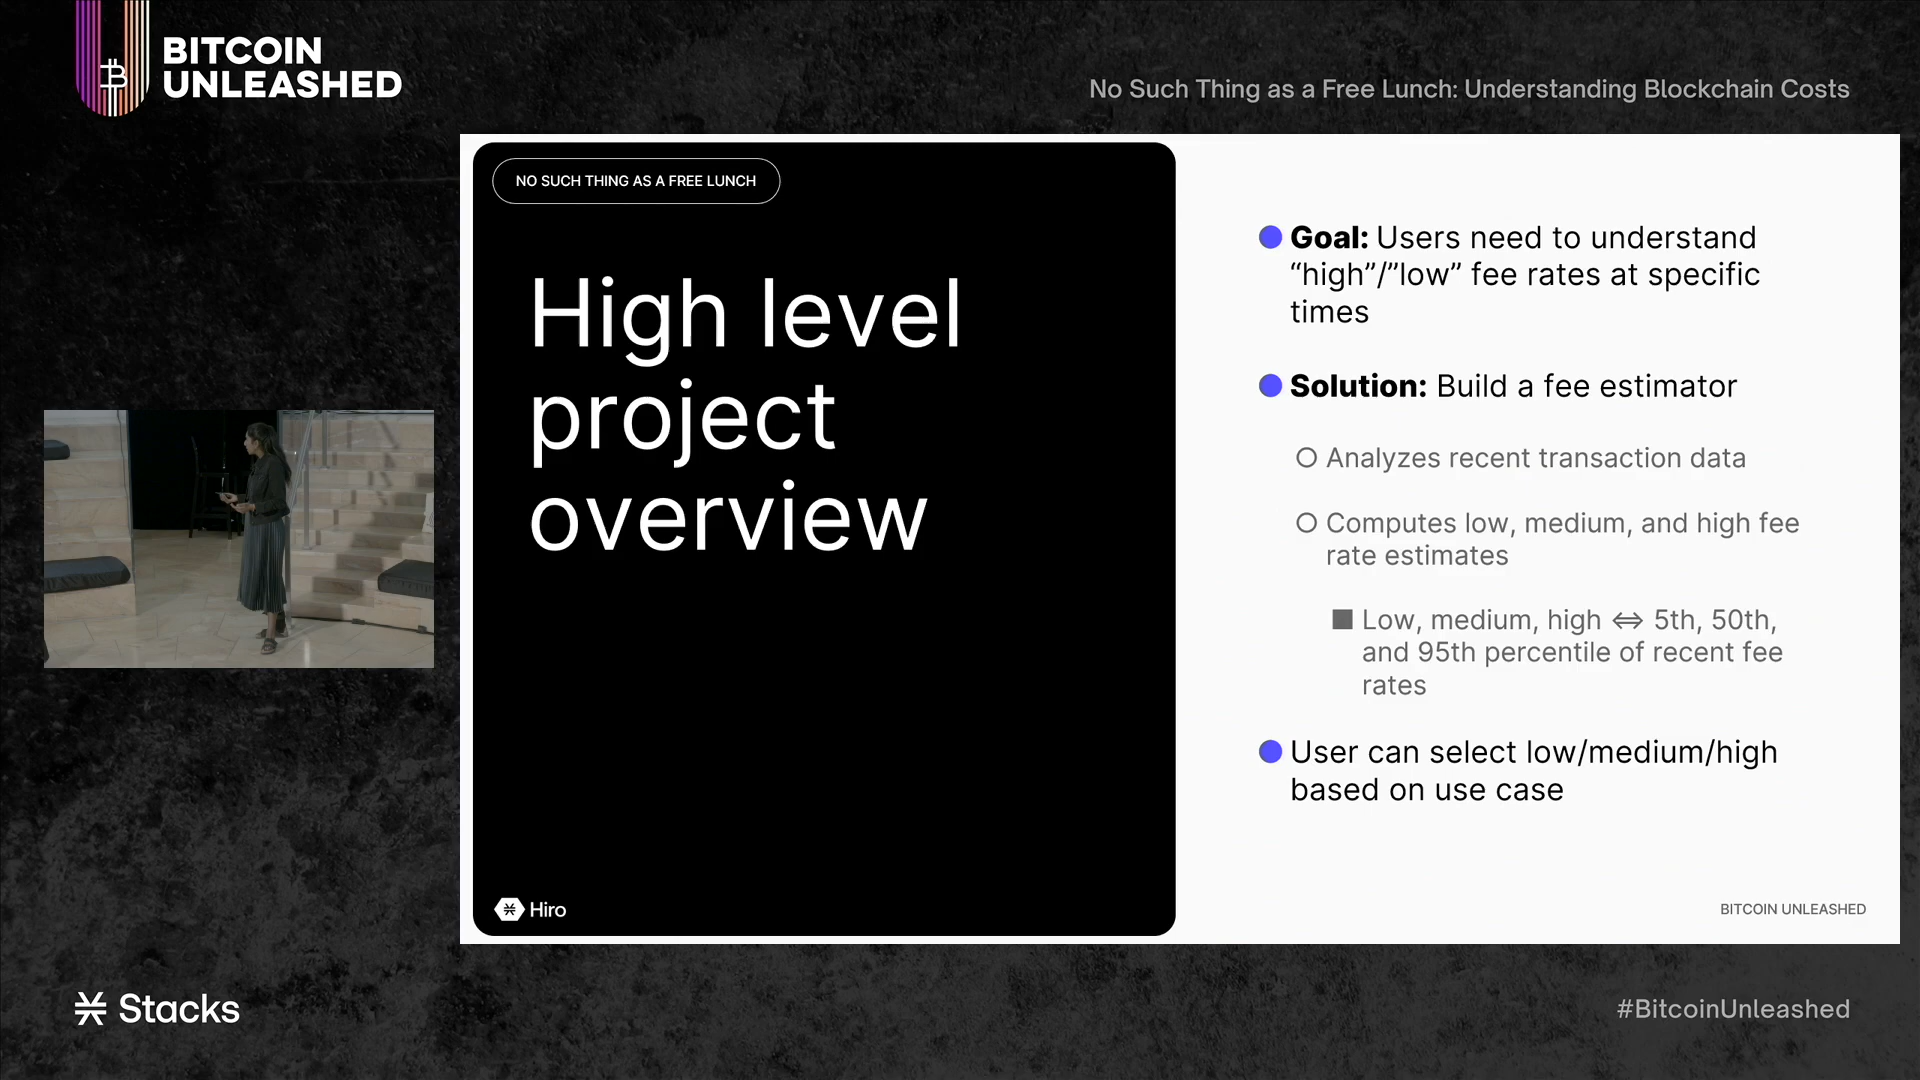 BITCOIN
UNLEASHED
No Such Thing as a Free Lunch: Understanding Blockchain Costs
NO SUCH THING AS A FREE LUNCH
High level
project
overview
Hiro
Goal: Users need to understand
“high”/”low” fee rates at specific
times
Solution: Build a fee estimator
Analyzes recent transaction data
Computes low, medium, and high fee
rate estimates
Low, medium, high ⇔ 5th, 50th,
and 95th percentile of recent fee
rates
User can select low/medium/high
based on use case
BITCOIN UNLEASHED
Stacks
#BitcoinUnleashed